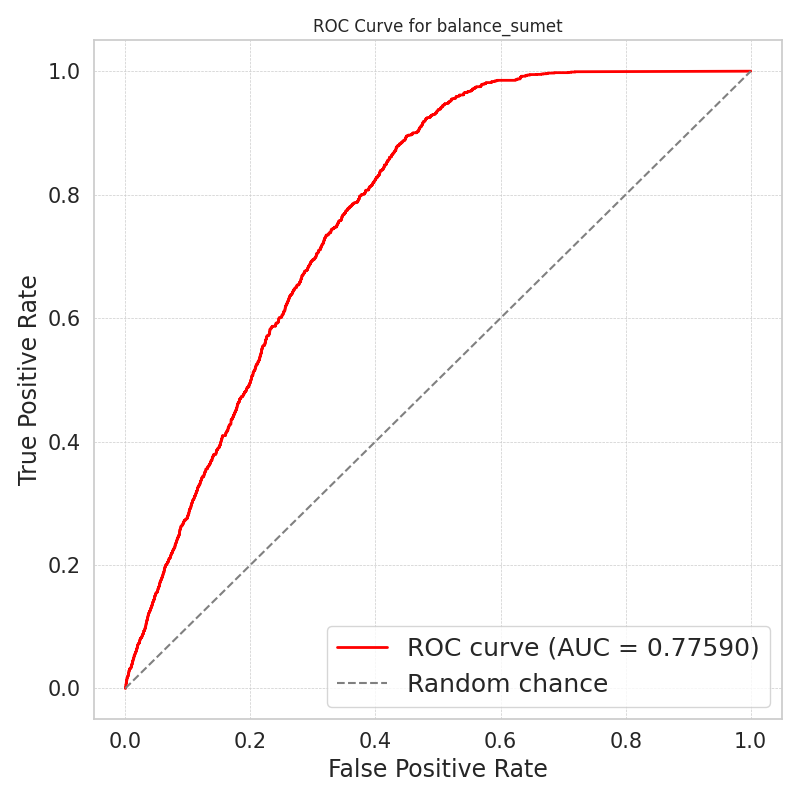 ROC Curve for balance_sumet
True Positive Rate
1.0
0.8
0.6
0.4
0.2
0.0
ROC curve (AUC = 0.77590)
Random chance
0.0 0.2 0.4 0.6 0.8 1.0
False Positive Rate